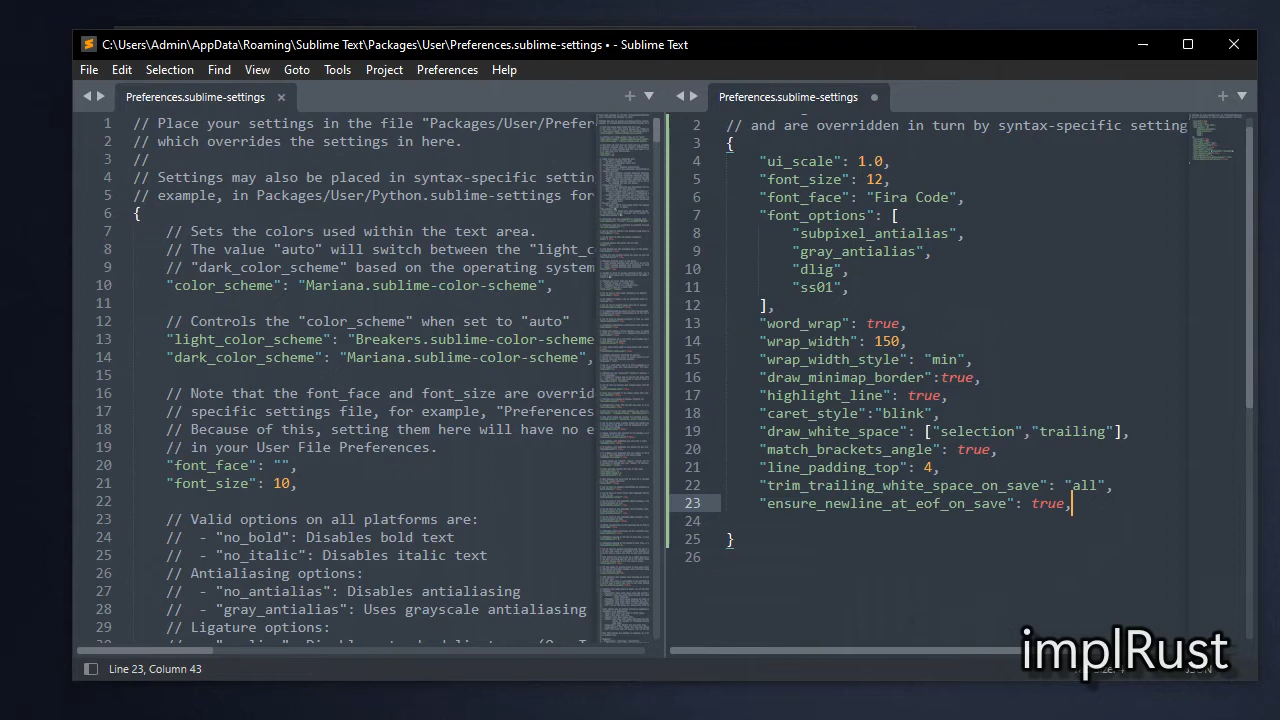 C:\Users\Admin\AppData\Roaming\Sublime Text\Packages\User\Preferences.sublime-settings • - Sublime Text
File Edit Selection Find View Goto Tools Project Preferences Help
Preferences.sublime-settings
1 // Place your settings in the file "Packages/User/Prefer
2 // which overrides the settings in here.
3 //
4 // Settings may also be placed in syntax-specific settin
5 // example, in Packages/User/Python.sublime-settings for
6 {
7 // Sets the colors used within the text area.
8 // The value "auto" will switch between the "light_c
9 // "dark_color_scheme" based on the operating system
10 "color_scheme": "Mariana.sublime-color-scheme",
11
12 // Controls the "color_scheme" when set to "auto"
13 "light_color_scheme": "Breakers.sublime-color-scheme
14 "dark_color_scheme": "Mariana.sublime-color-scheme",
15
16 // Note that the font_face and font_size are overrid
17 // specific settings file, for example, "Preferences
18 // Because of this, setting them here will have no e
19 // in your User File Preferences.
20 "font_face": "",
21 "font_size": 10,
22
23 // Valid options on all platforms are:
24 // - "no_bold": Disables bold text
25 // - "no_italic": Disables italic text
26 // Antialiasing options:
27 // - "no_antialias": Disables antialiasing
28 // - "gray_antialias": Uses grayscale antialiasing
29 // Ligature options:
Preferences.sublime-settings
2 // and are overridden in turn by syntax-specific setting
3 {
4 "ui_scale": 1.0,
5 "font_size": 12,
6 "font_face": "Fira Code",
7 "font_options": [
8 "subpixel_antialias",
9 "gray_antialias",
10 "dlig",
11 "ss01",
12 ],
13 "word_wrap": true,
14 "wrap_width": 150,
15 "wrap_width_style": "min",
16 "draw_minimap_border":true,
17 "highlight_line": true,
18 "caret_style":"blink",
19 "draw_white_space": ["selection","trailing"],
20 "match_brackets_angle": true,
21 "line_padding_top": 4,
22 "trim_trailing_white_space_on_save": "all",
23 "ensure_newline_at_eof_on_save": true,
24
25 }
26
implRust
Line 23, Column 43